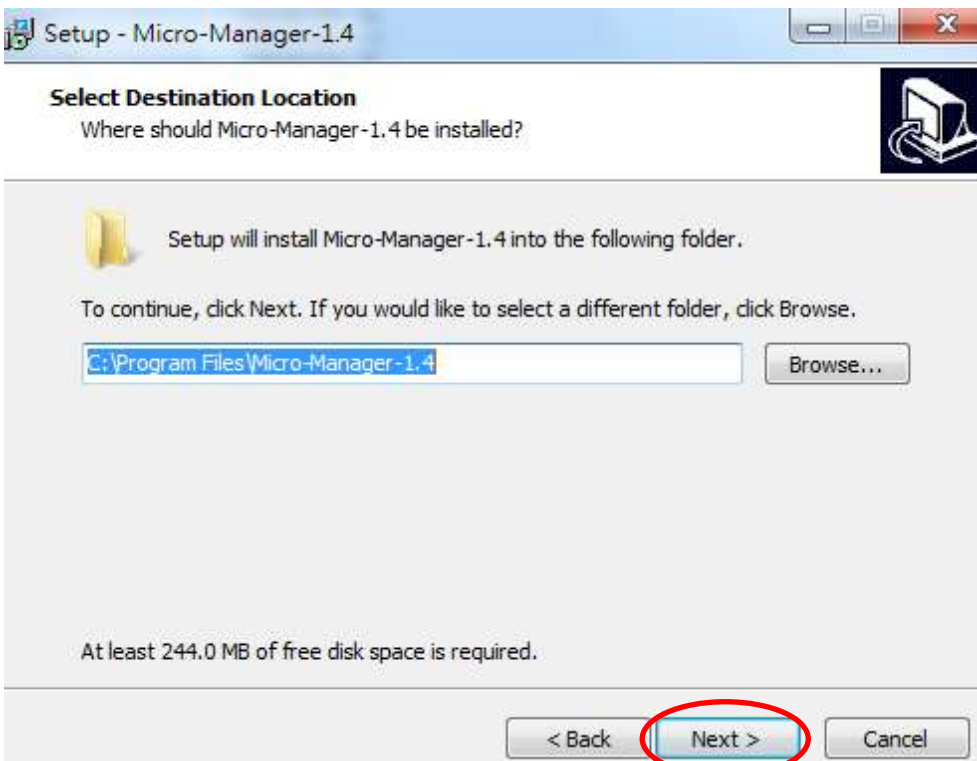 Setup - Micro-Manager-1.4
Select Destination Location
Where should Micro-Manager-1.4 be installed?
Setup will install Micro-Manager-1.4 into the following folder.
To continue, click Next. If you would like to select a different folder, click Browse.
C:\Program Files\Micro-Manager-1.4
Browse...
At least 244.0 MB of free disk space is required.
< Back Next > Cancel